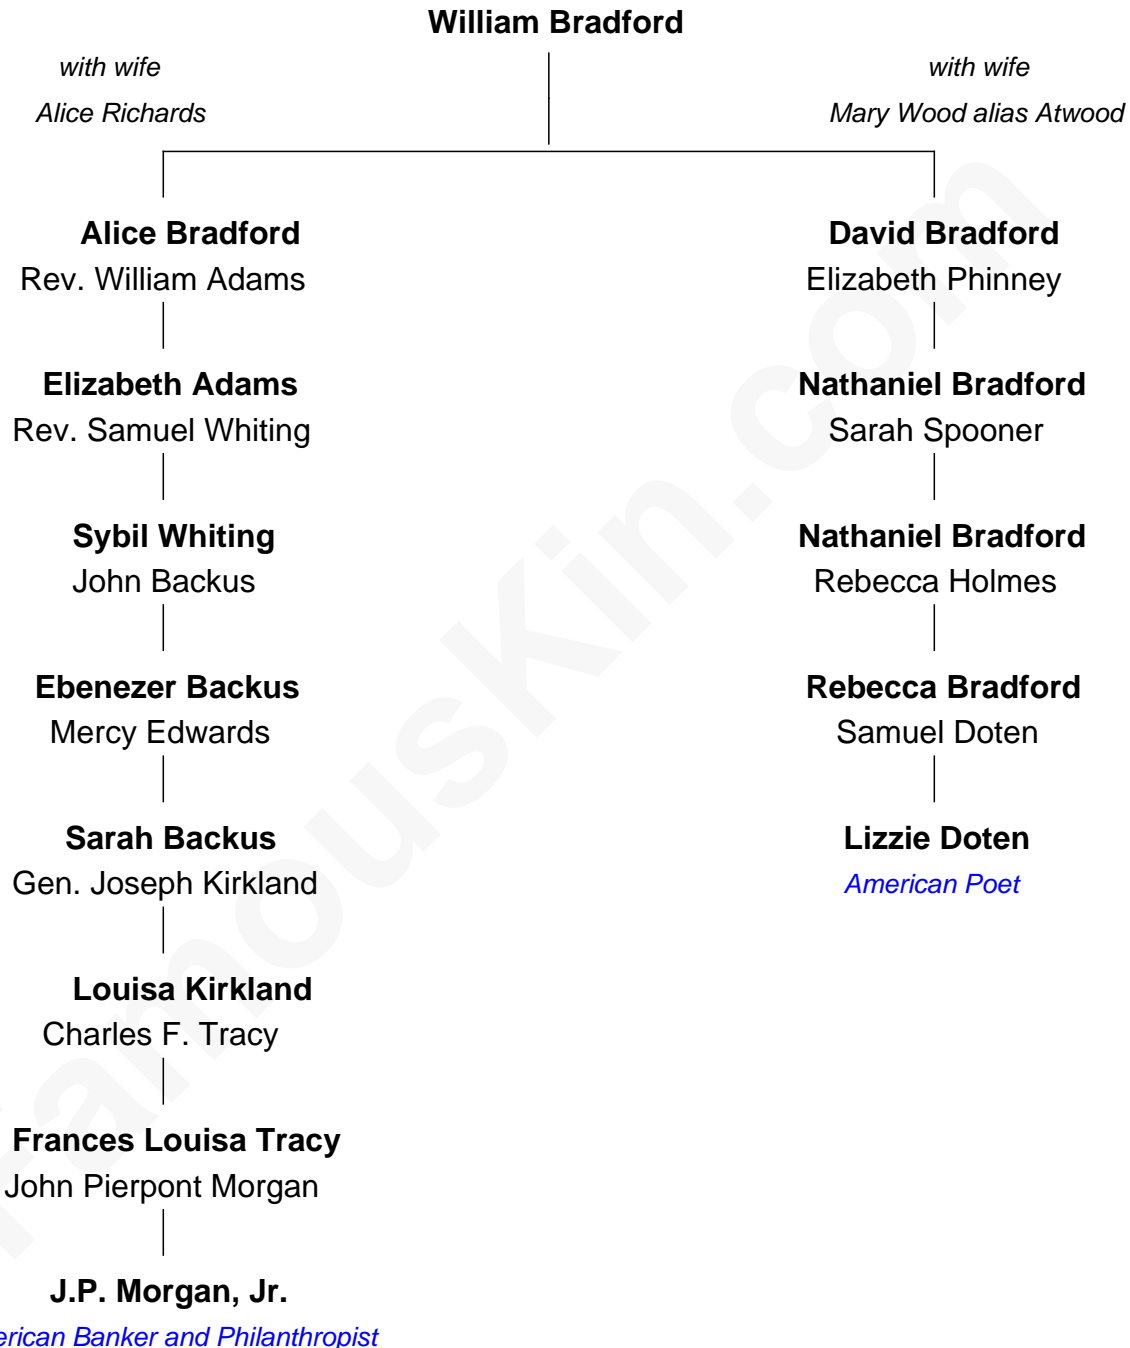 William Bradford
with wife
Alice Richards
with wife
Mary Wood alias Atwood
Alice Bradford
Rev. William Adams
David Bradford
Elizabeth Phinney
Elizabeth Adams
Rev. Samuel Whiting
Nathaniel Bradford
Sarah Spooner
Sybil Whiting
John Backus
Nathaniel Bradford
Rebecca Holmes
Ebenezer Backus
Mercy Edwards
Rebecca Bradford
Samuel Doten
Sarah Backus
Gen. Joseph Kirkland
Lizzie Doten
American Poet
Louisa Kirkland
Charles F. Tracy
Frances Louisa Tracy
John Pierpont Morgan
J.P. Morgan, Jr.
erican Banker and Philanthropist
FamousKin.com